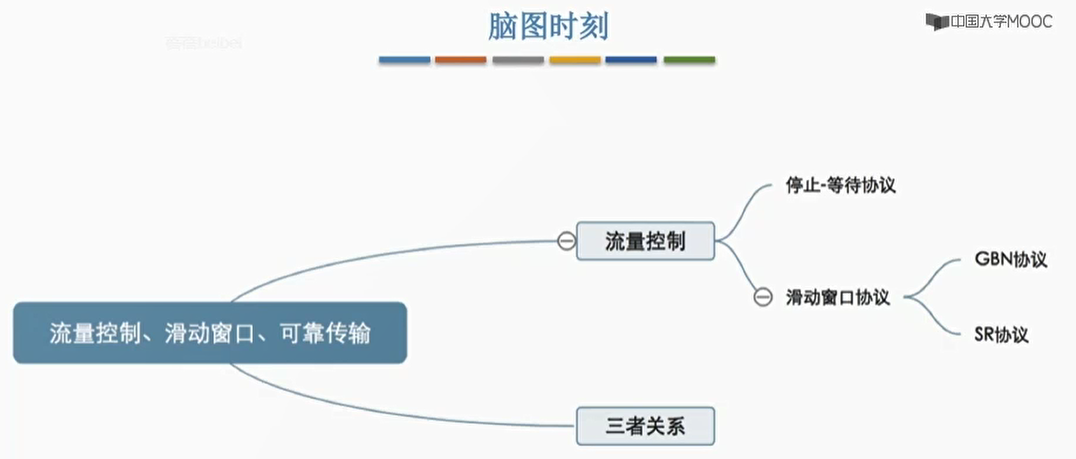 脑图时刻
中国大学MOOC
停止-等待协议
流量控制
GBN协议
滑动窗口协议
流量控制、滑动窗口、可靠传输
SR协议
三者关系